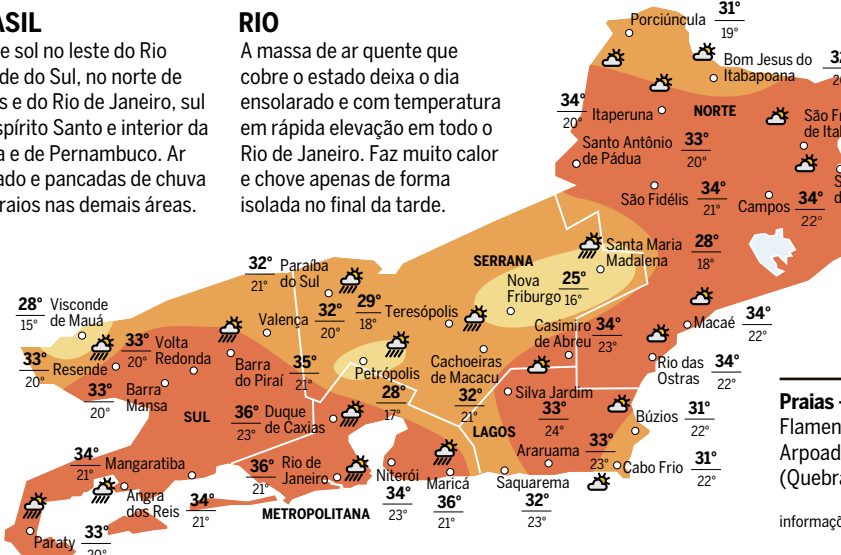 RIO
e sol no leste do Rio
de do Sul, no norte de
s e do Rio de Janeiro, sul
spírito Santo e interior da
a e de Pernambuco. Ar
ado e pancadas de chuva
raios nas demais áreas.
A massa de ar quente que
cobre o estado deixa o dia
ensolarado e com temperatura
em rápida elevação em todo o
Rio de Janeiro. Faz muito calor
e chove apenas de forma
isolada no final da tarde.
Porciúncula 31° 19°
Bom Jesus do
Itabapoana
34° 20° Itaperuna
NORTE
Santo Antônio
de Pádua 33° 20°
São Fidélis 34° 21°
Campos 34° 22°
SERRANA
Santa Maria
Madalena 28° 18°
Nova
Friburgo 25° 16°
32° 21° Paraíba
do Sul
28° 15° Visconde
de Mauá
Valença 32° 20°
29° 18° Teresópolis
Casimiro
de Abreu 34° 23°
Macaé 34° 22°
33° 20° Resende
33° 20° Volta
Redonda
Barra
do Piraí 35° 21°
Petrópolis
28° 17°
Cachoeiras
de Macacu
32° 21°
Rio das
Ostras 34° 22°
33° 20° Barra
Mansa
SUL
36° 23° Duque
de Caxias
Silva Jardim
33° 24°
LAGOS
Búzios 31° 22°
Araruama 33° 23°
Cabo Frio 31° 22°
34° 21° Mangaratiba
36° 21° Rio de
Janeiro
Niterói
34° 23°
Maricá
36° 21°
Saquarema
32° 23°
Angra
dos Reis 34° 21°
METROPOLITANA
Paraty 33° 20°
Praias
Flamen
Arpoad
(Quebra
informaçõ